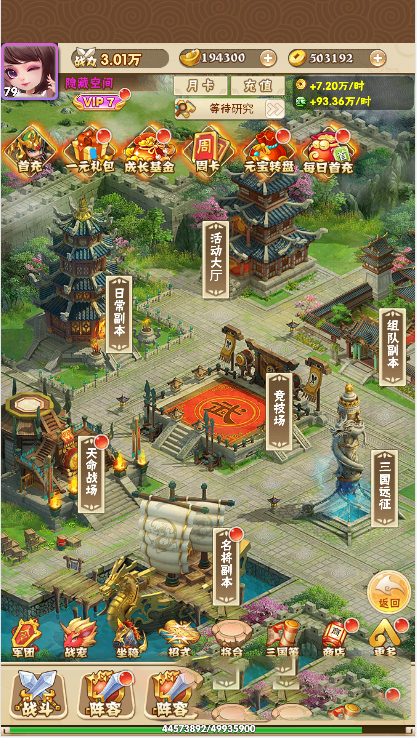 战力 3.01万
194300
503192
79
隐藏空间
VIP 7
月卡
充值
+7.20万/时
+93.36万/时
等待研究
首充
一元礼包
成长基金
周
周卡
元宝转盘
每日首充
活动大厅
日常副本
组队副本
竞技场
武
天命战场
三国远征
名将副本
返回
军团
战宠
坐骑
招式
将台
三国策
商店
更多
战斗
阵容
阵容
44573892/49935900